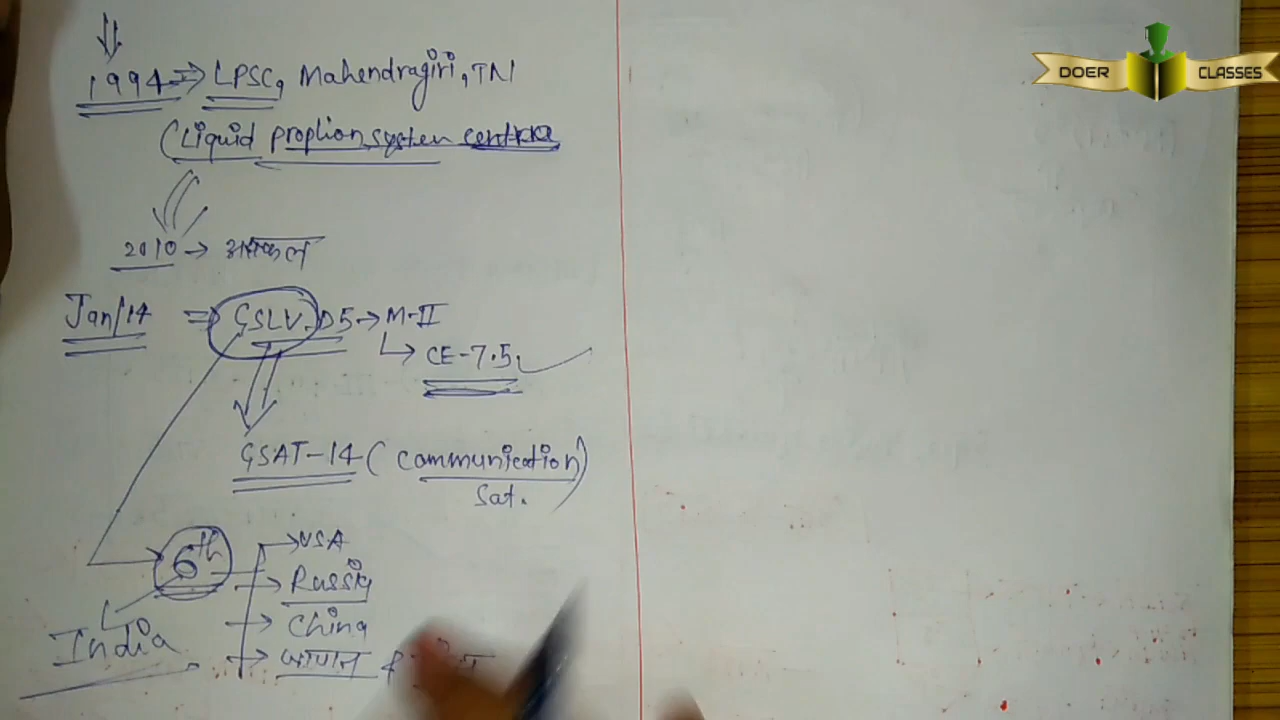 1994 ⇒ LPSC, Mahendragiri, TN
(Liquid proplion system centre
2010 → असफल
Jan/14 ⇒ GSLV D5 → M-II
↳ CE-7.5
GSAT-14 (communication)
Sat.
6th → USA
→ Russia
→ China
India
→ जापान
DOER CLASSES